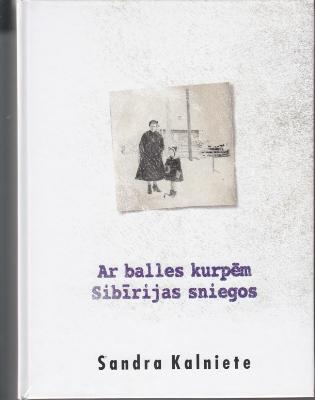 Ar balles kurpēm
Sibīrijas sniegos
Sandra Kalniete